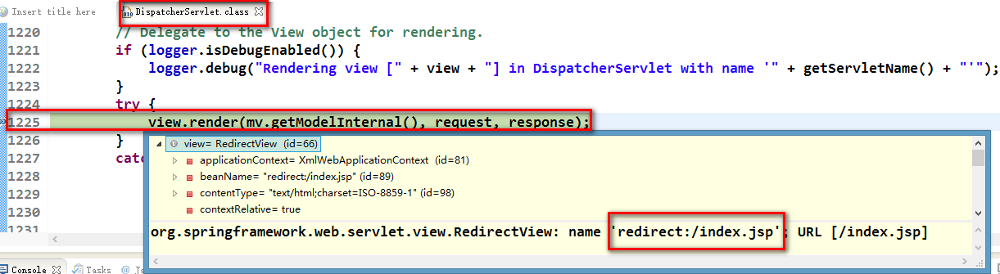 Insert title here
DispatcherServlet.class
1220 // Delegate to the View object for rendering.
1221 if (logger.isDebugEnabled()) {
1222 logger.debug("Rendering view [" + view + "] in DispatcherServlet with name '" + getServletName() + "'");
1223 }
1224 try {
1225 view.render(mv.getModelInternal(), request, response);
1226 }
1227 catc
1228
1229
1230
1231
view= RedirectView (id=66)
applicationContext= XmlWebApplicationContext (id=81)
beanName= "redirect:/index.jsp" (id=89)
contentType= "text/html;charset=ISO-8859-1" (id=98)
contextRelative= true
org.springframework.web.servlet.view.RedirectView: name 'redirect:/index.jsp'; URL [/index.jsp]
Console Tasks @